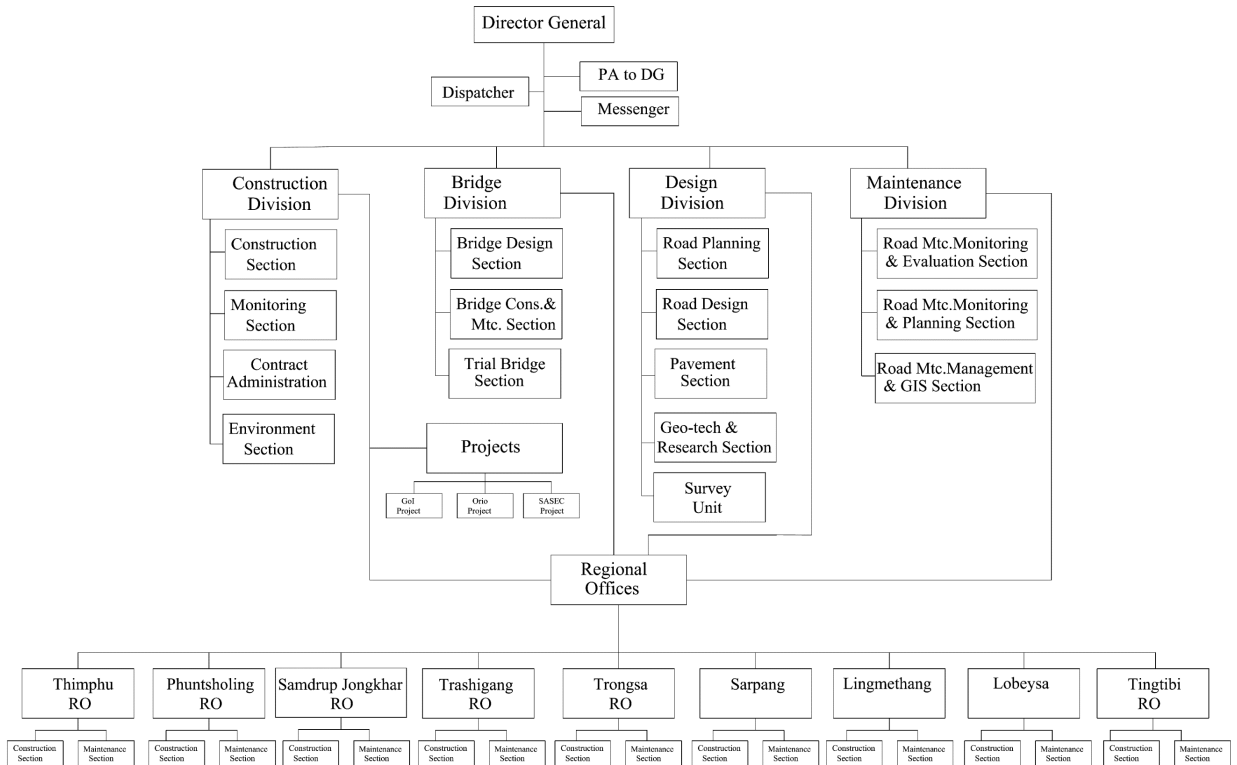 Director General
PA to DG
Dispatcher
Messenger
Construction
Division
Bridge
Division
Design
Division
Maintenance
Division
Construction
Section
Monitoring
Section
Contract
Administration
Environment
Section
Bridge Design
Section
Bridge Cons.&
Mtc. Section
Trial Bridge
Section
Road Planning
Section
Road Design
Section
Pavement
Section
Geo-tech &
Research Section
Survey
Unit
Road Mtc.Monitoring
& Evaluation Section
Road Mtc.Monitoring
& Planning Section
Road Mtc.Management
& GIS Section
Projects
GoI
Project
Orio
Project
SASEC
Project
Regional
Offices
Thimphu
RO
Phuntsholing
RO
Samdrup Jongkhar
RO
Trashigang
RO
Trongsa
RO
Sarpang
Lingmethang
Lobeysa
Tingtibi
RO
Construction
Section
Maintenance
Section
Construction
Section
Maintenance
Section
Construction
Section
Maintenance
Section
Construction
Section
Maintenance
Section
Construction
Section
Maintenance
Section
Construction
Section
Maintenance
Section
Construction
Section
Maintenance
Section
Construction
Section
Maintenance
Section
Construction
Section
Maintenance
Section